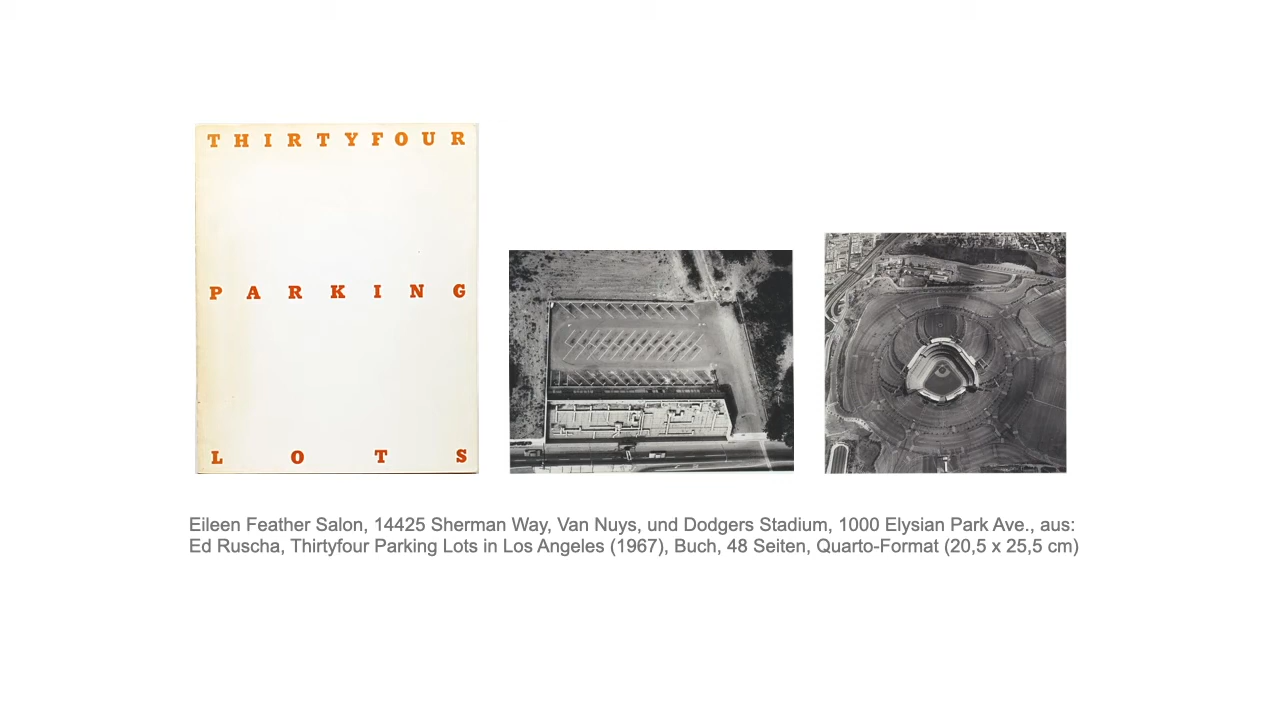 THIRTYFOUR
PARKING
LOTS
Eileen Feather Salon, 14425 Sherman Way, Van Nuys, und Dodgers Stadium, 1000 Elysian Park Ave., aus:
Ed Ruscha, Thirtyfour Parking Lots in Los Angeles (1967), Buch, 48 Seiten, Quarto-Format (20,5 x 25,5 cm)